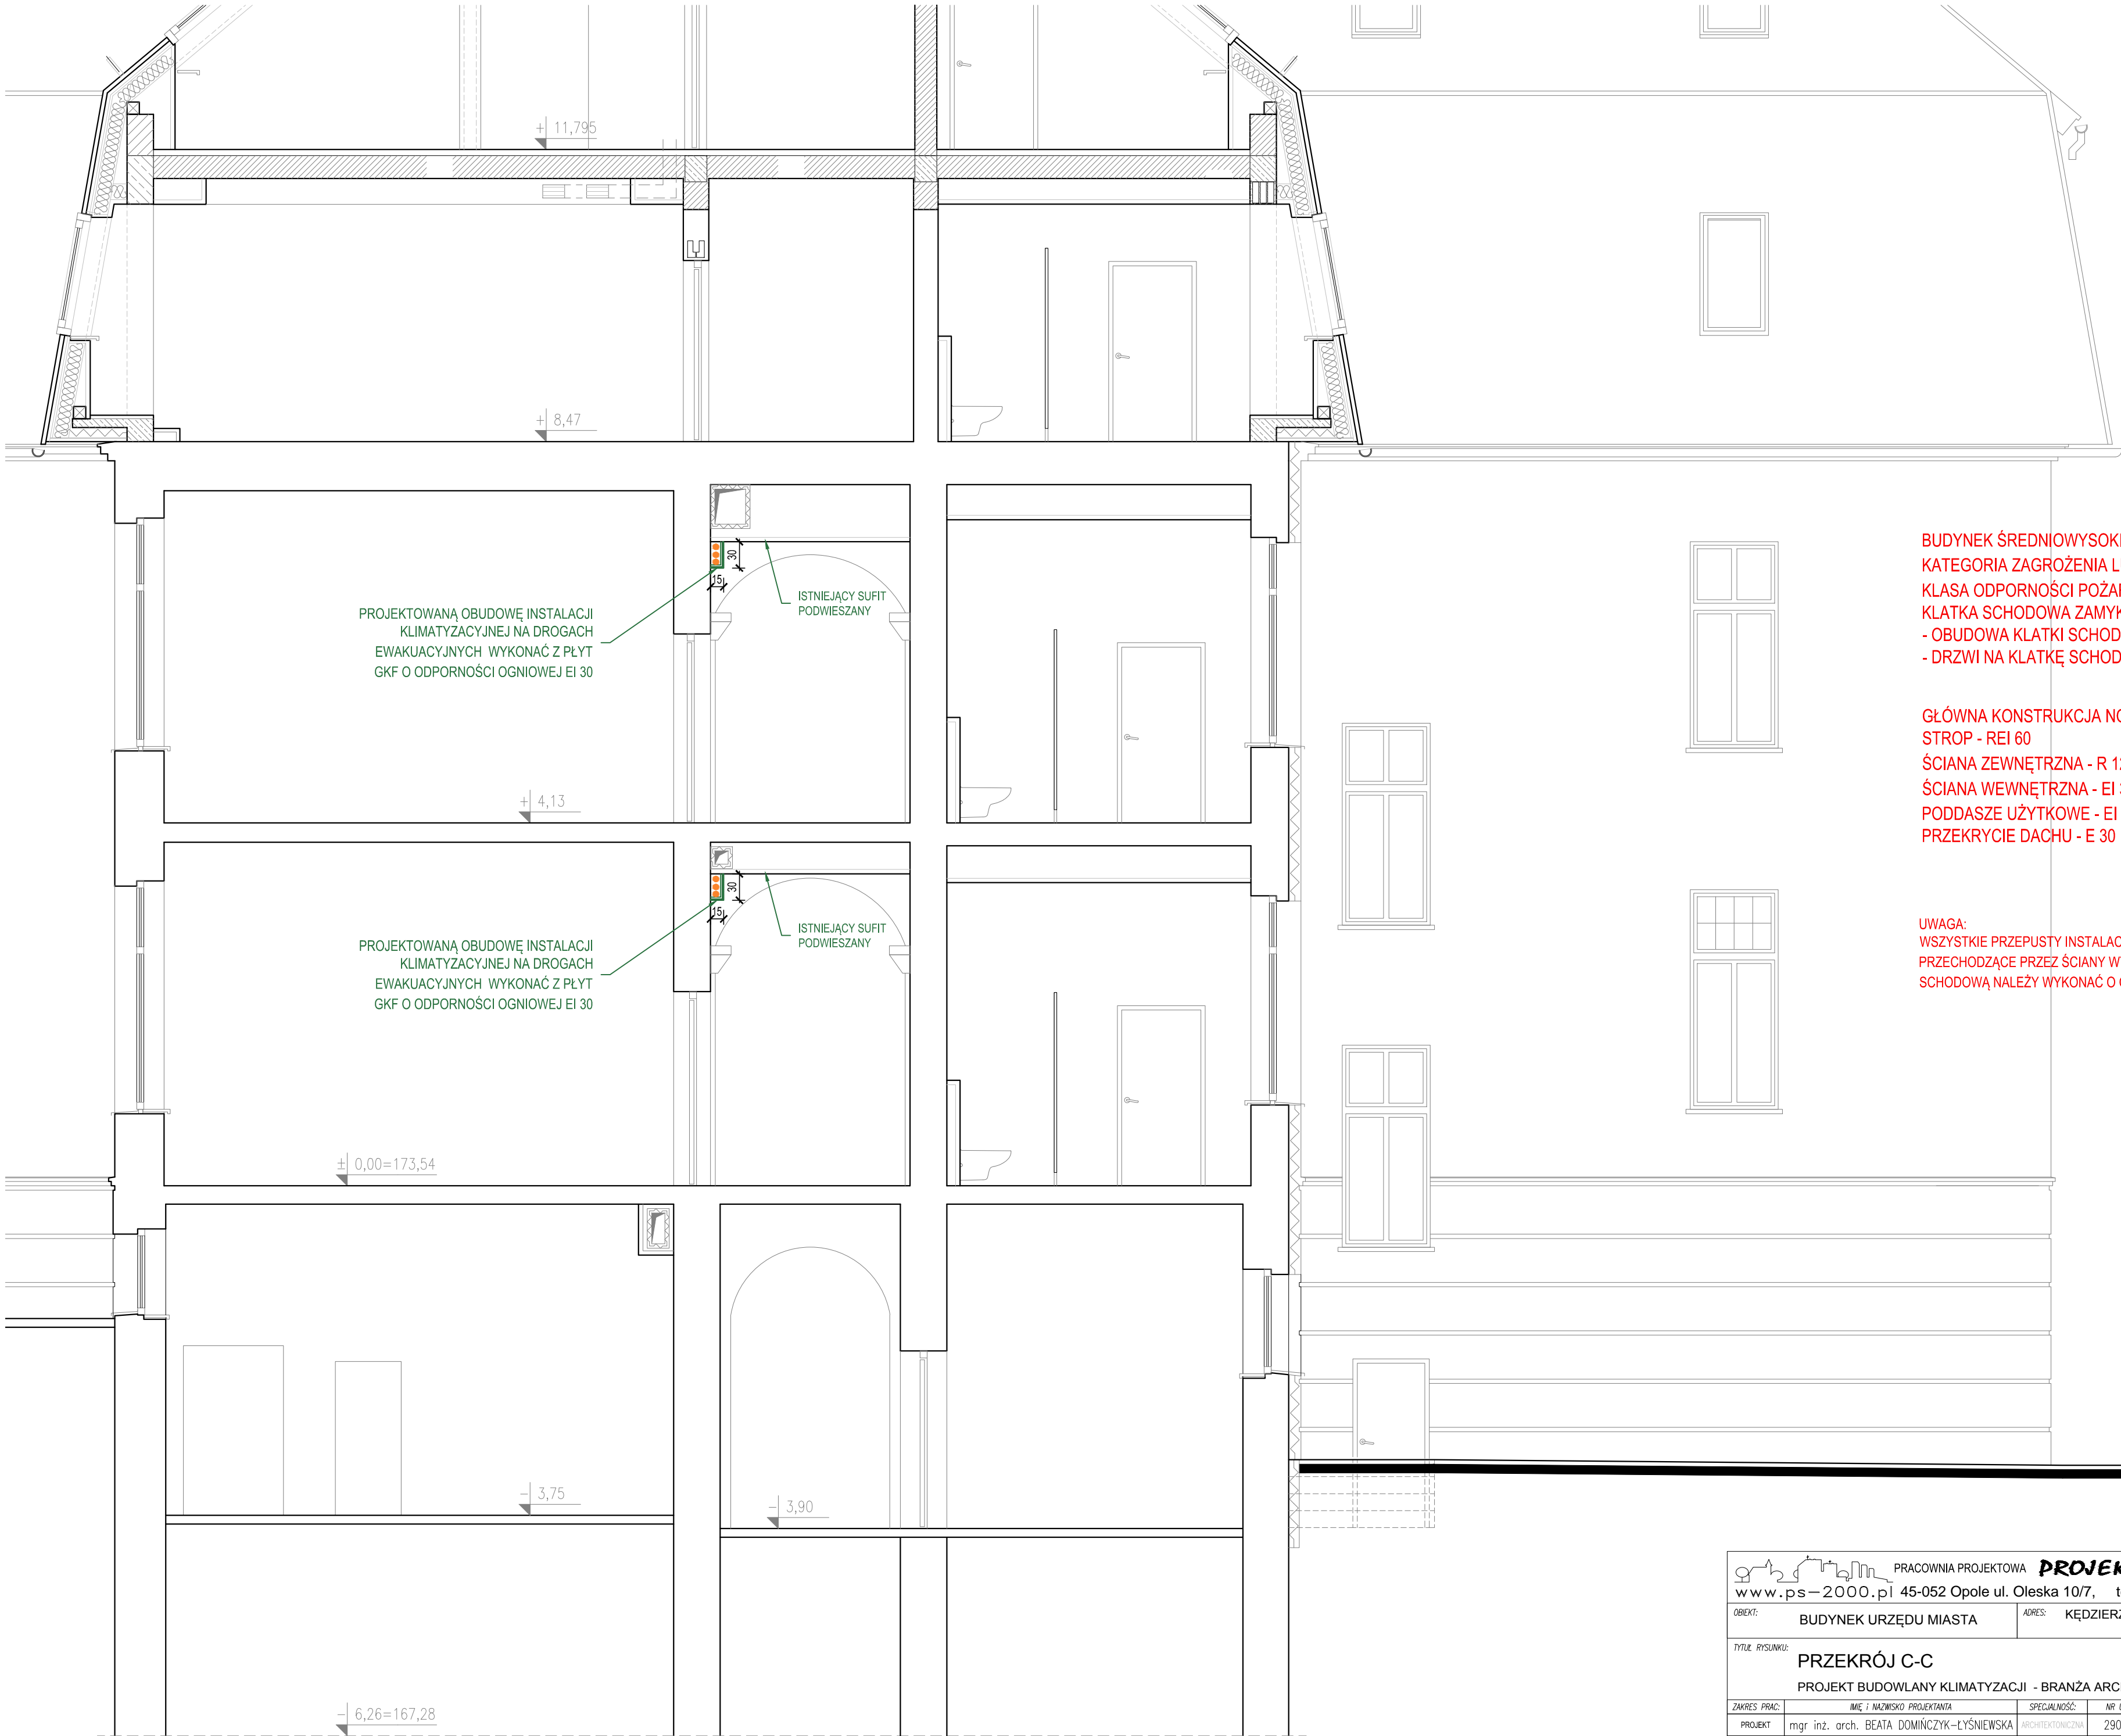 + 11,795
+ 8,47
PROJEKTOWANĄ OBUDOWĘ INSTALACJI
KLIMATYZACYJNEJ NA DROGACH
EWAKUACYJNYCH WYKONAĆ Z PŁYT
GKF O ODPORNOŚCI OGNIOWEJ EI 30
30
15
ISTNIEJĄCY SUFIT
PODWIESZANY
+ 4,13
PROJEKTOWANĄ OBUDOWĘ INSTALACJI
KLIMATYZACYJNEJ NA DROGACH
EWAKUACYJNYCH WYKONAĆ Z PŁYT
GKF O ODPORNOŚCI OGNIOWEJ EI 30
30
15
ISTNIEJĄCY SUFIT
PODWIESZANY
± 0,00=173,54
- 3,75
- 3,90
- 6,26=167,28
BUDYNEK ŚREDNIOWYSOKI
KATEGORIA ZAGROŻENIA L
KLASA ODPORNOŚCI POŻA
KLATKA SCHODOWA ZAMYK
- OBUDOWA KLATKI SCHOD
- DRZWI NA KLATKĘ SCHOD
GŁÓWNA KONSTRUKCJA NO
STROP - REI 60
ŚCIANA ZEWNĘTRZNA - R 12
ŚCIANA WEWNĘTRZNA - EI
PODDASZE UŻYTKOWE - EI
PRZEKRYCIE DACHU - E 30
UWAGA:
WSZYSTKIE PRZEPUSTY INSTALAC
PRZECHODZĄCE PRZEZ ŚCIANY W
SCHODOWĄ NALEŻY WYKONAĆ O
PRACOWNIA PROJEKTOWA PROJEK
www.ps-2000.pl 45-052 Opole ul. Oleska 10/7, t
OBIEKT: BUDYNEK URZĘDU MIASTA ADRES: KĘDZIERZ
TYTUŁ RYSUNKU:
PRZEKRÓJ C-C
PROJEKT BUDOWLANY KLIMATYZACJI - BRANŻA ARC
ZAKRES PRAC: IMIĘ i NAZWISKO PROJEKTANTA SPECJALNOŚĆ: NR
PROJEKT mgr inż. arch. BEATA DOMIŃCZYK-ŁYŚNIEWSKA ARCHITEKTONICZNA 290